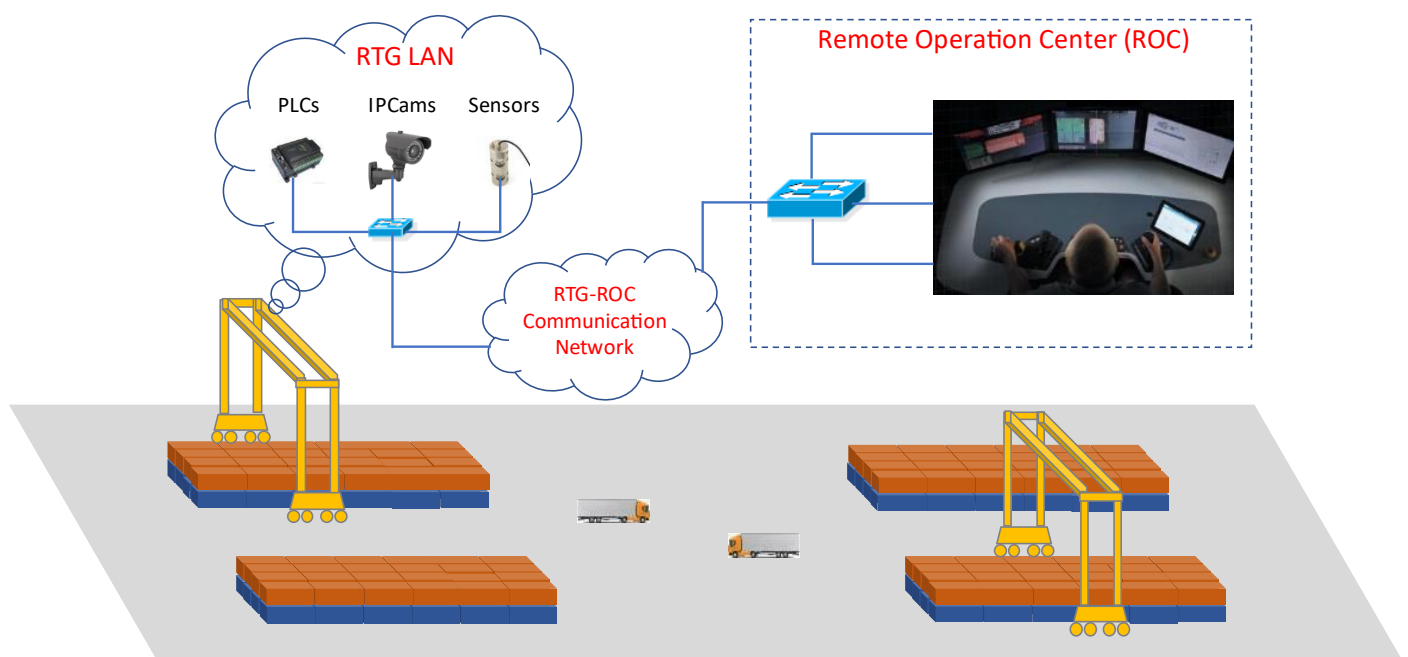 RTG LAN
PLCs
IPCams
Sensors
Remote Operation Center (ROC)
RTG-ROC
Communication
Network